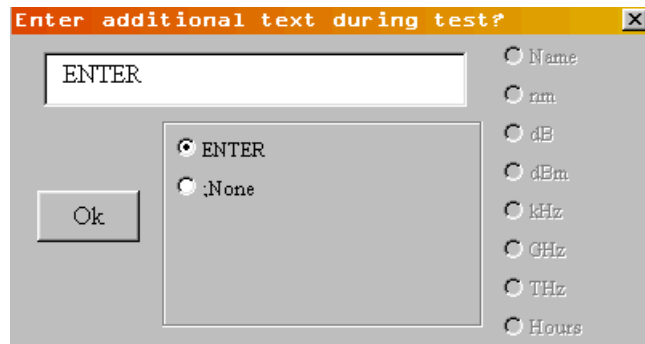 Enter additional text during test?
ENTER
ENTER
;None
Ok
Name
nm
dB
dBm
kHz
GHz
THz
Hours